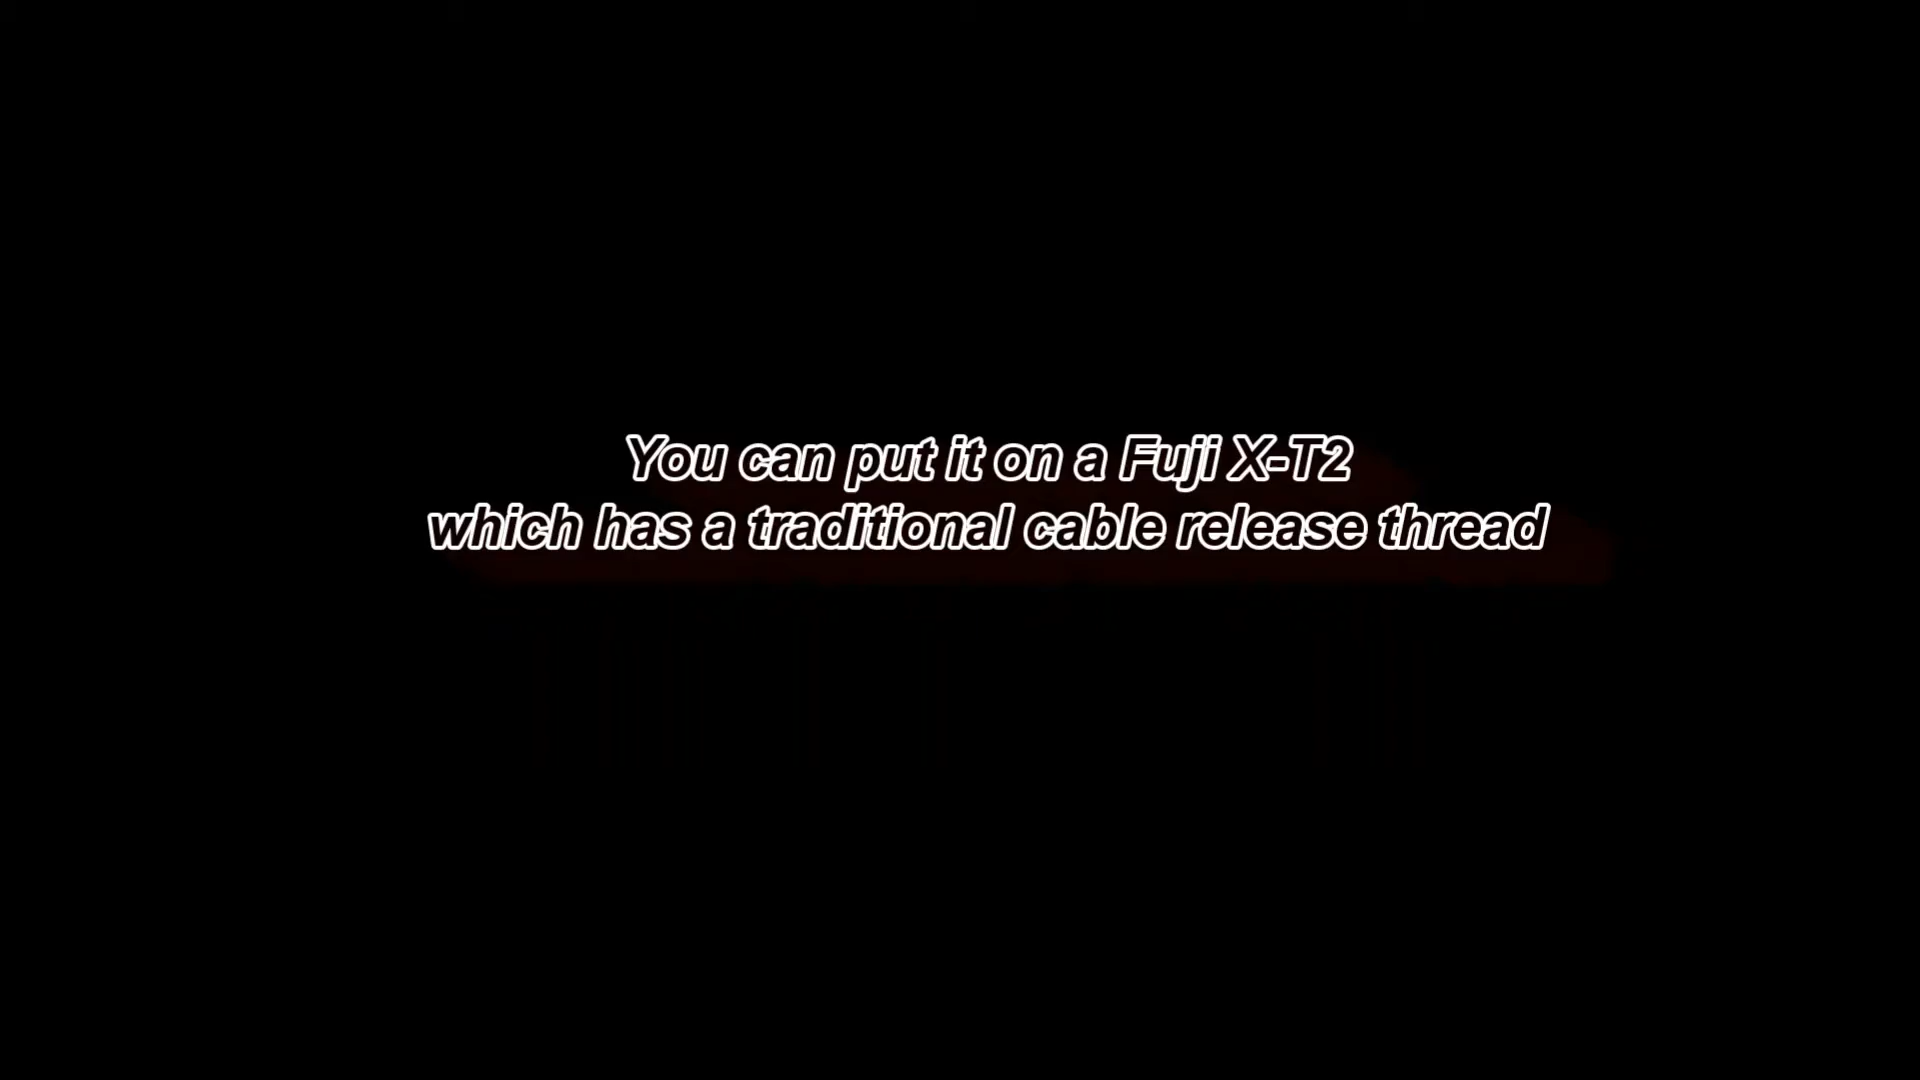 You can put it on a Fuji X-T2
which has a traditional cable release thread